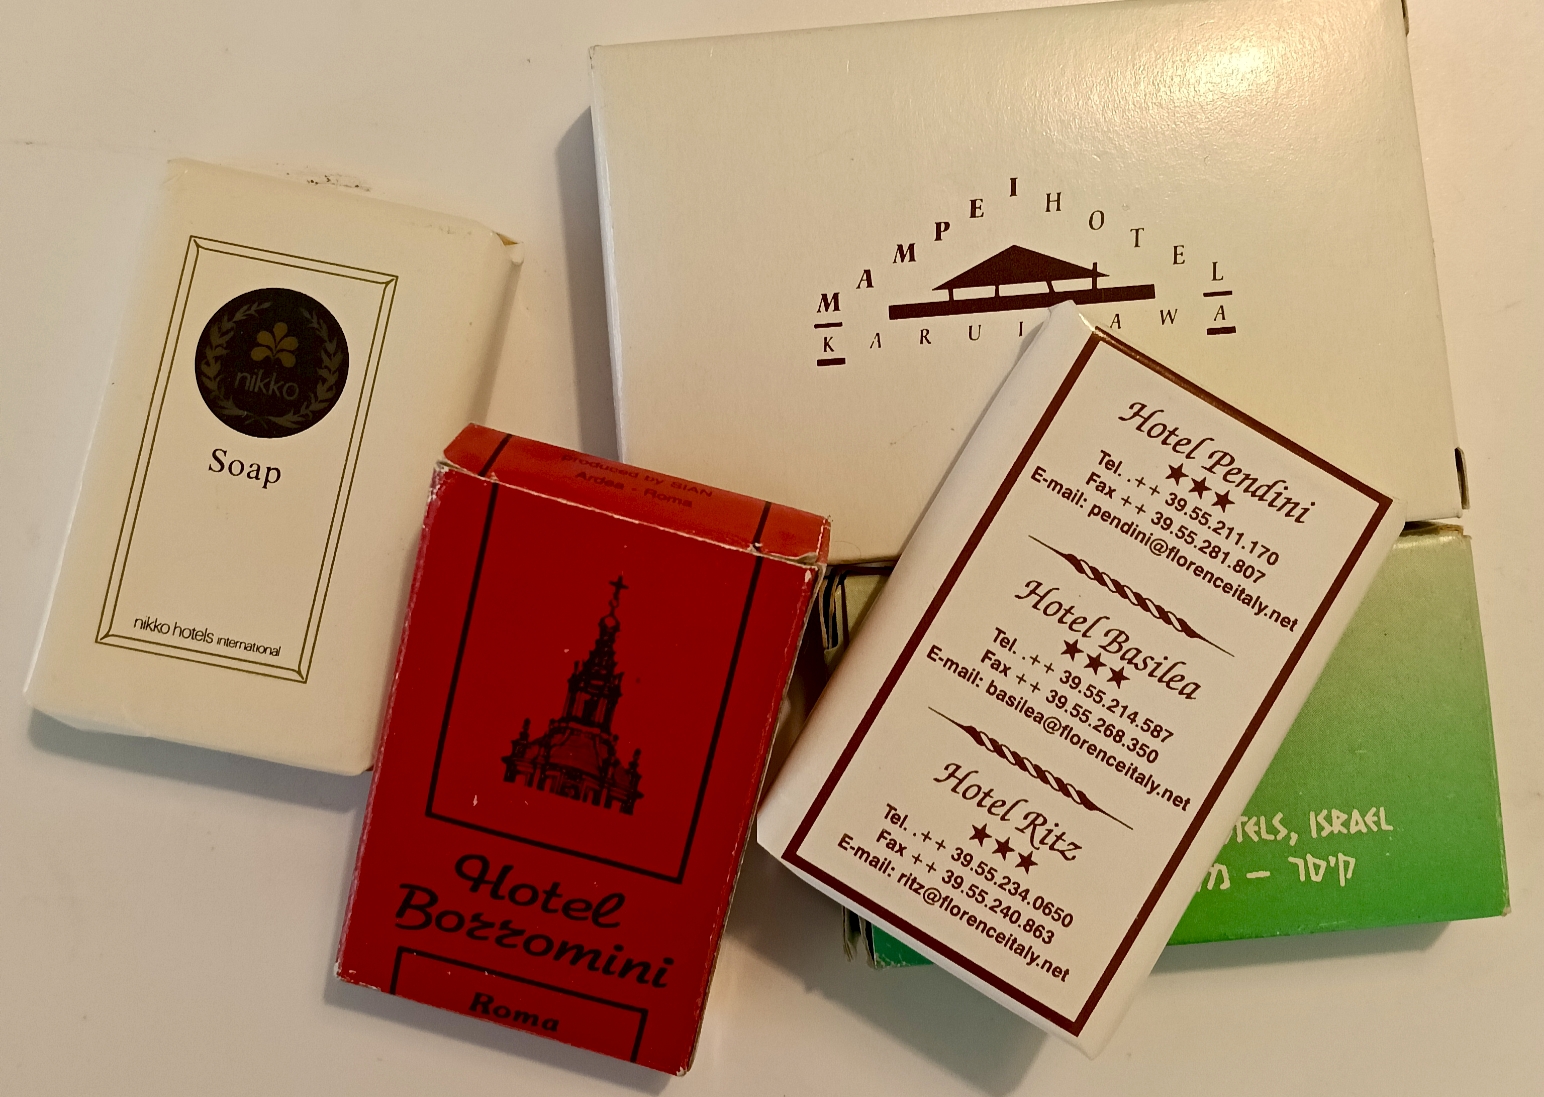 nikko
Soap
nikko hotels international
MAMPEI HOTEL
KARUI AWA
produced by SIAN
Ardea - Roma
Hotel
Borromini
Roma
Hotel Pendini
★★★
Tel. .++ 39.55.211.170
Fax ++ 39.55.281.807
E-mail: pendini@florenceitaly.net
Hotel Basilea
★★★
Tel. .++ 39.55.214.587
Fax ++ 39.55.268.350
E-mail: basilea@florenceitaly.net
Hotel Ritz
★★★
Tel. .++ 39.55.234.0650
Fax ++ 39.55.240.863
E-mail: ritz@florenceitaly.net
TELS, ISRAEL